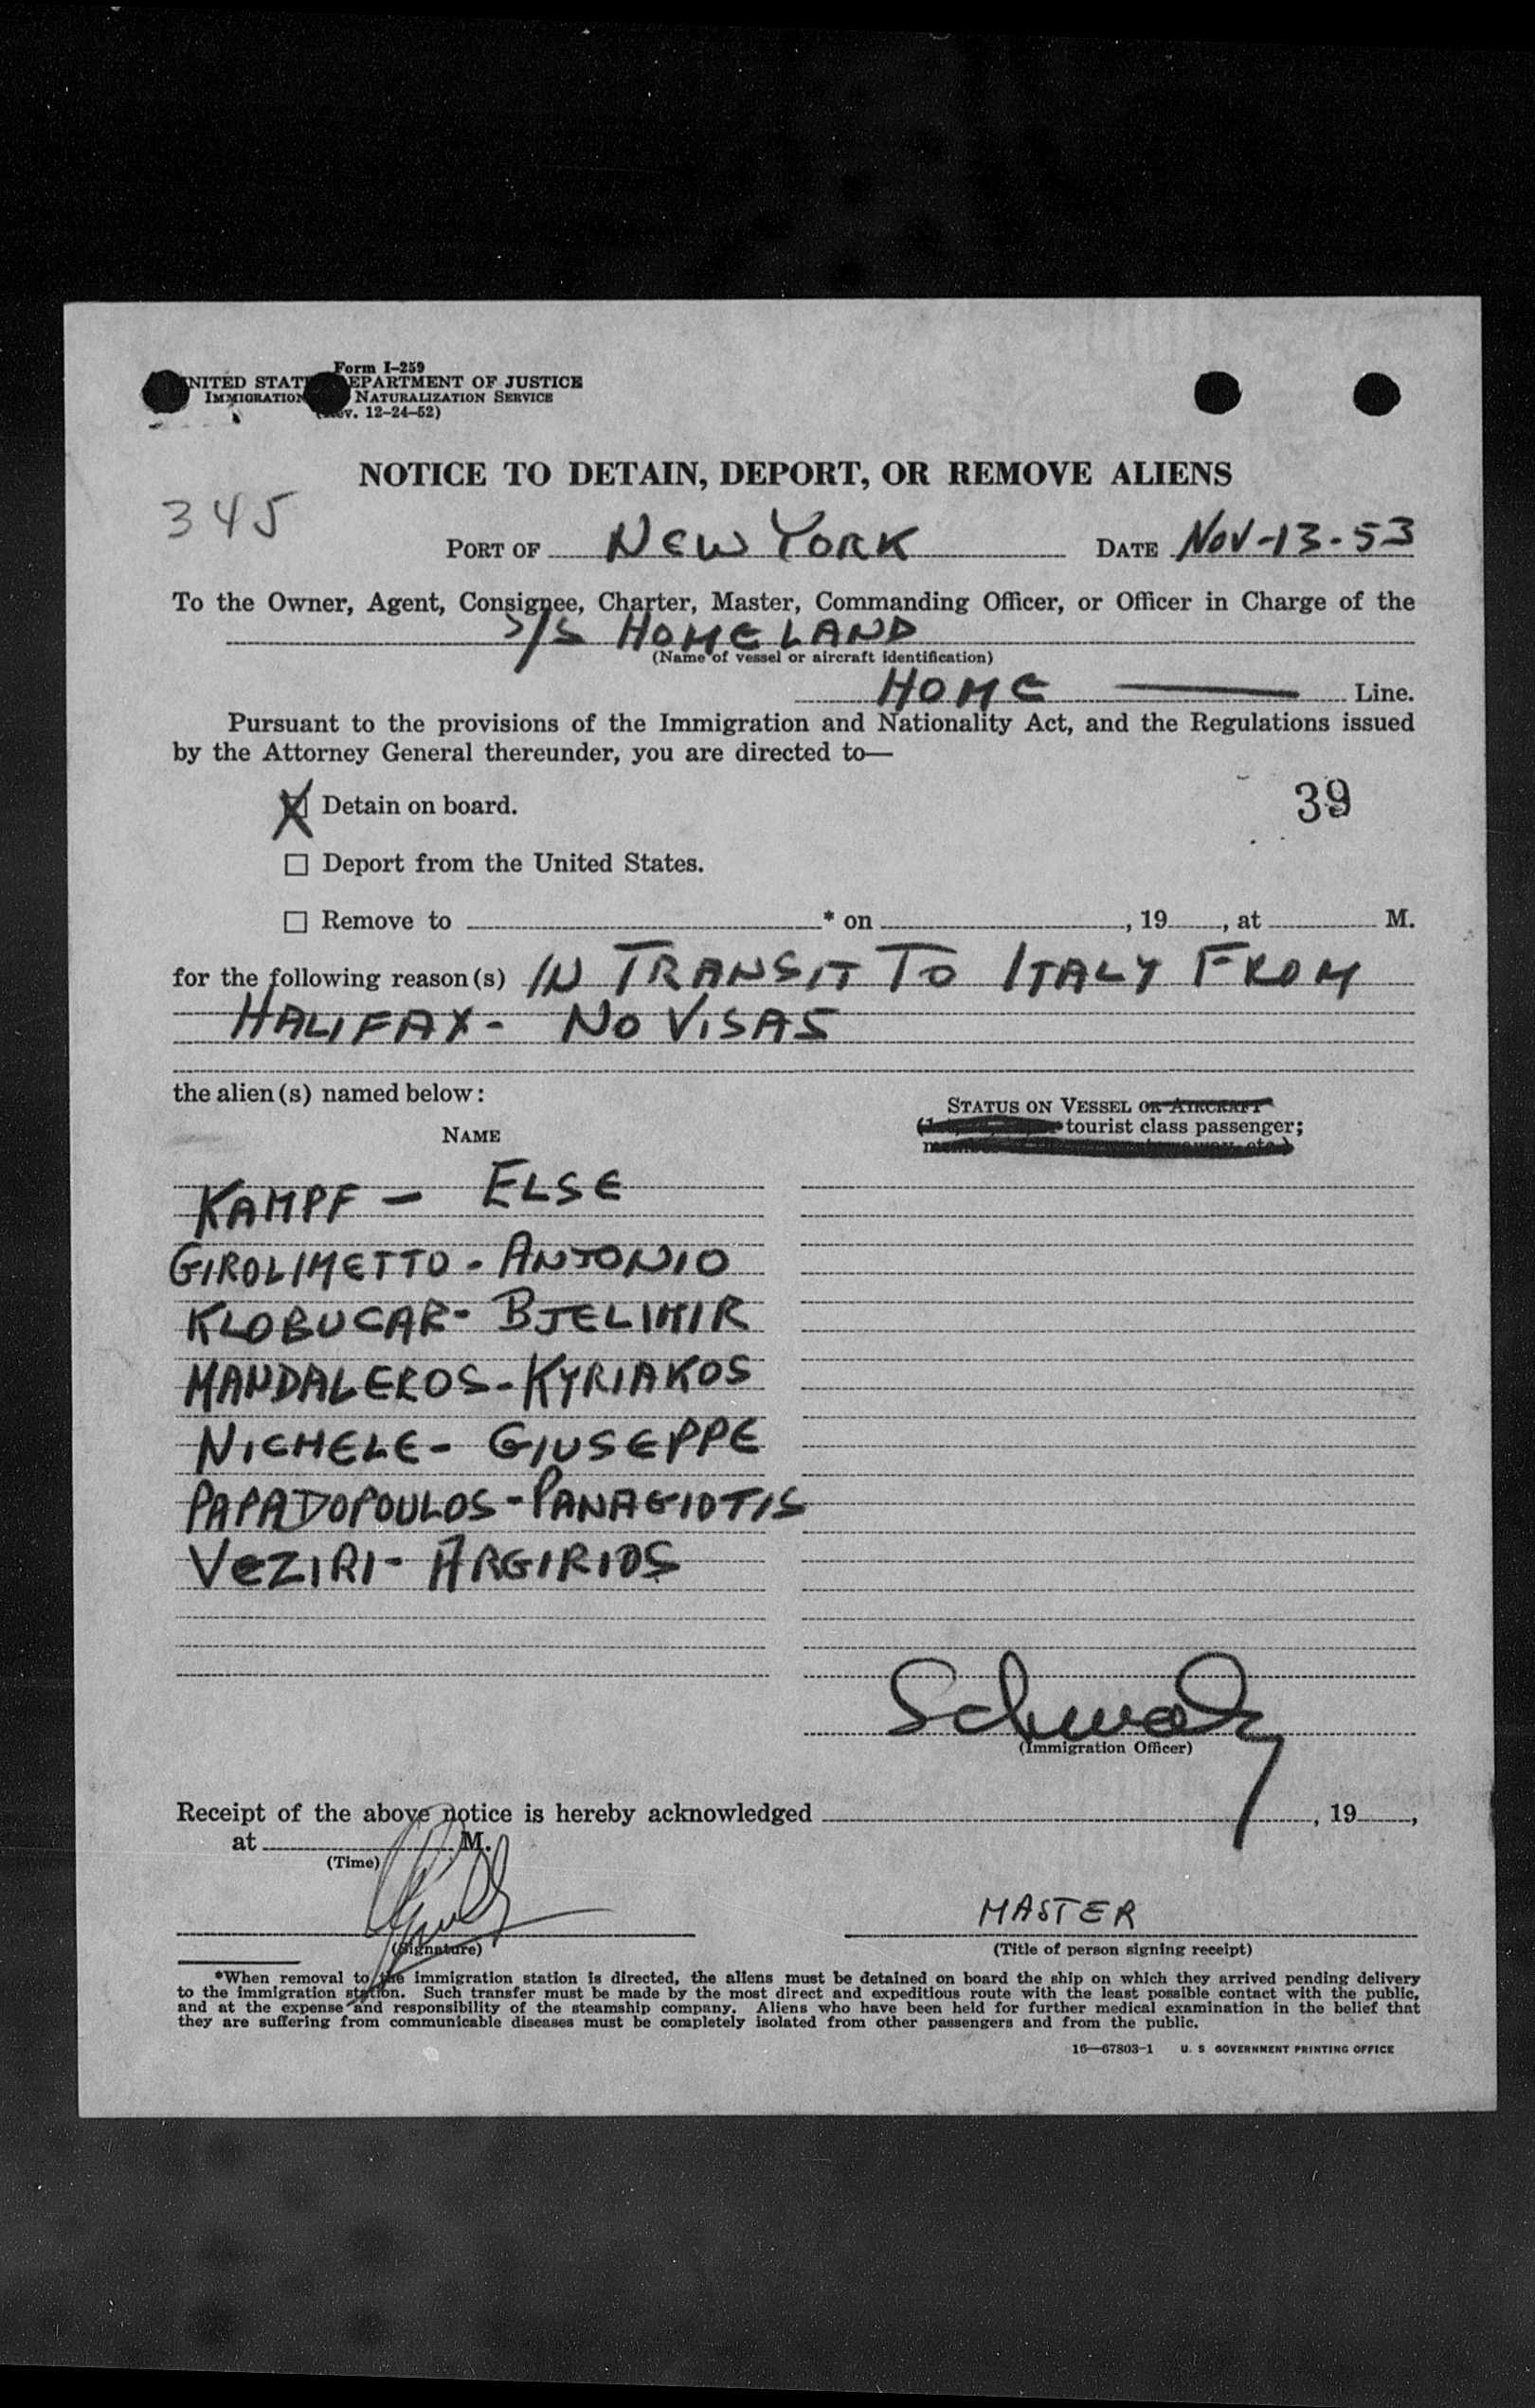 Form I-259
UNITED STATES DEPARTMENT OF JUSTICE
IMMIGRATION NATURALIZATION SERVICE
(Rev. 12-24-52)
NOTICE TO DETAIN, DEPORT, OR REMOVE ALIENS
345
PORT OF NEW YORK DATE NOV-13-53
To the Owner, Agent, Consignee, Charter, Master, Commanding Officer, or Officer in Charge of the
S/S HOMELAND
(Name of vessel or aircraft identification)
HOME Line.
Pursuant to the provisions of the Immigration and Nationality Act, and the Regulations issued
by the Attorney General thereunder, you are directed to—
X Detain on board.
39
☐ Deport from the United States.
☐ Remove to * on , 19 , at M.
for the following reason(s) IN TRANSIT TO ITALY FROM
HALIFAX - NO VISAS
the alien(s) named below:
STATUS ON VESSEL OR AIRCRAFT
tourist class passenger;
NAME
etc.)
KAMPF - ELSE
GIROLIMETTO - ANTONIO
KLOBUCAR - BJELIMIR
MANDALEROS - KYRIAKOS
NICHELE - GIUSEPPE
PAPADOPOULOS - PANAGIOTIS
VEZIRI - ARGIRIOS
(Immigration Officer)
Receipt of the above notice is hereby acknowledged , 19 ,
at M.
(Time)
MASTER
(Signature)
(Title of person signing receipt)
*When removal to the immigration station is directed, the aliens must be detained on board the ship on which they arrived pending delivery
to the immigration station. Such transfer must be made by the most direct and expeditious route with the least possible contact with the public,
and at the expense and responsibility of the steamship company. Aliens who have been held for further medical examination in the belief that
they are suffering from communicable diseases must be completely isolated from other passengers and from the public.
16—67803-1 U. S. GOVERNMENT PRINTING OFFICE